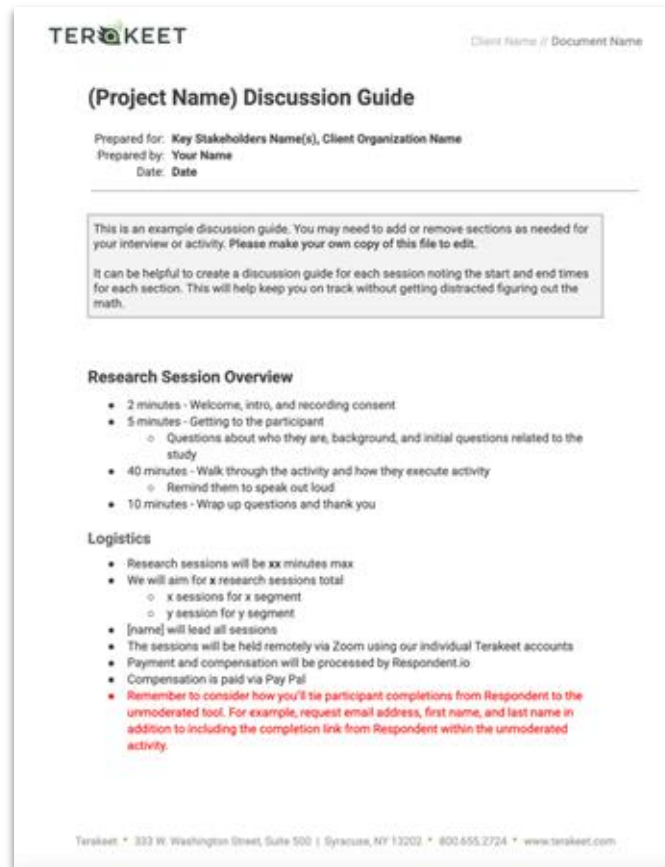 TERAKEET
Client Name // Document Name
(Project Name) Discussion Guide
Prepared for: Key Stakeholders Name(s), Client Organization Name
Prepared by: Your Name
Date: Date
This is an example discussion guide. You may need to add or remove sections as needed for
your interview or activity. Please make your own copy of this file to edit.
It can be helpful to create a discussion guide for each session noting the start and end times
for each section. This will help keep you on track without getting distracted figuring out the
math.
Research Session Overview
● 2 minutes - Welcome, intro, and recording consent
● 5 minutes - Getting to the participant
○ Questions about who they are, background, and initial questions related to the
study
● 40 minutes - Walk through the activity and how they execute activity
○ Remind them to speak out loud
● 10 minutes - Wrap up questions and thank you
Logistics
● Research sessions will be xx minutes max
● We will aim for x research sessions total
○ x sessions for x segment
○ y session for y segment
● [name] will lead all sessions
● The sessions will be held remotely via Zoom using our individual Terakeet accounts
● Payment and compensation will be processed by Respondent.io
● Compensation is paid via Pay Pal
● Remember to consider how you'll tie participant completions from Respondent to the
unmoderated tool. For example, request email address, first name, and last name in
addition to including the completion link from Respondent within the unmoderated
activity.
Terakeet * 333 W. Washington Street, Suite 500 | Syracuse, NY 13202 * 800.655.2724 * www.terakeet.com